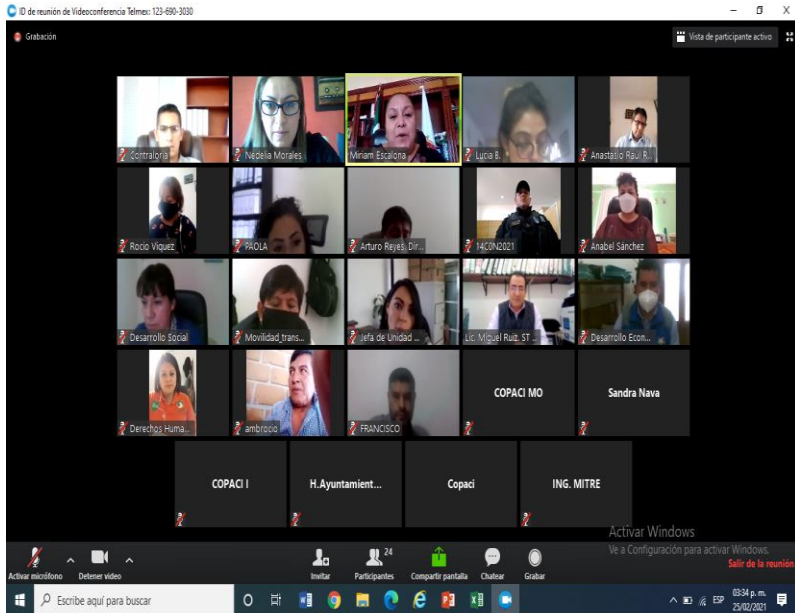 ID de reunión de Videoconferencia Telmex: 123-690-3030
Grabación
Vista de participante activo
Contraloria
Nedelia Morales
Miriam Escalona
Lucia B.
Anastasio Raul R...
Rocio Viquez
PAOLA
Arturo Reyes. Dir...
14C0N2021
Anabel Sánchez
Desarrollo Social
Movilidad_trans...
Jefa de Unidad ...
Lic. Miguel Ruiz. ST ...
Desarrollo Econ...
Derechos Huma...
ambrocio
FRANCISCO
COPACI MO
Sandra Nava
COPACI I
H.Ayuntamient...
Copaci
ING. MITRE
Activar Windows
Ve a Configuración para activar Windows.
Activar micrófono
Detener video
Invitar
Participantes
24
Compartir pantalla
Chatear
Grabar
Salir de la reunión
Escribe aquí para buscar
ESP
03:34 p. m.
25/02/2021